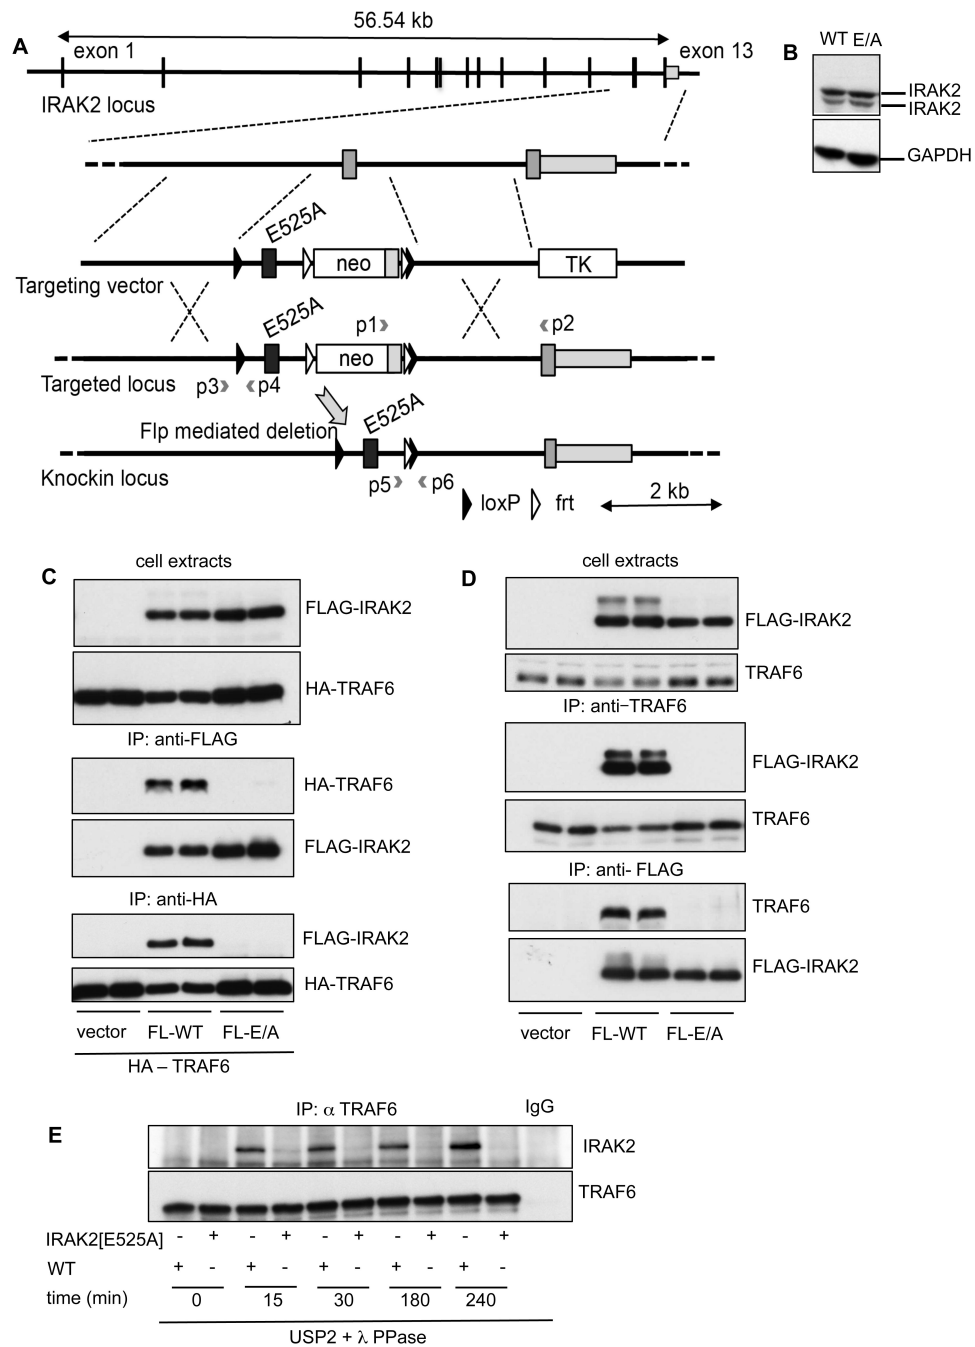 A
56.54 kb
exon 1
exon 13
IRAK2 locus
E525A
neo
TK
Targeting vector
E525A
p1
p2
neo
Targeted locus
p3
p4
E525A
Flp mediated deletion
Knockin locus
p5
p6
loxP
frt
2 kb
B
WT E/A
IRAK2
IRAK2
GAPDH
C
cell extracts
FLAG-IRAK2
HA-TRAF6
IP: anti-FLAG
HA-TRAF6
FLAG-IRAK2
IP: anti-HA
FLAG-IRAK2
HA-TRAF6
vector FL-WT FL-E/A
HA – TRAF6
D
cell extracts
FLAG-IRAK2
TRAF6
IP: anti-TRAF6
FLAG-IRAK2
TRAF6
IP: anti- FLAG
TRAF6
FLAG-IRAK2
vector FL-WT FL-E/A
E
IP: α TRAF6
IgG
IRAK2
TRAF6
IRAK2[E525A] - + - + - + - + - +
WT + - + - + - + - + -
time (min) 0 15 30 180 240
USP2 + λ PPase